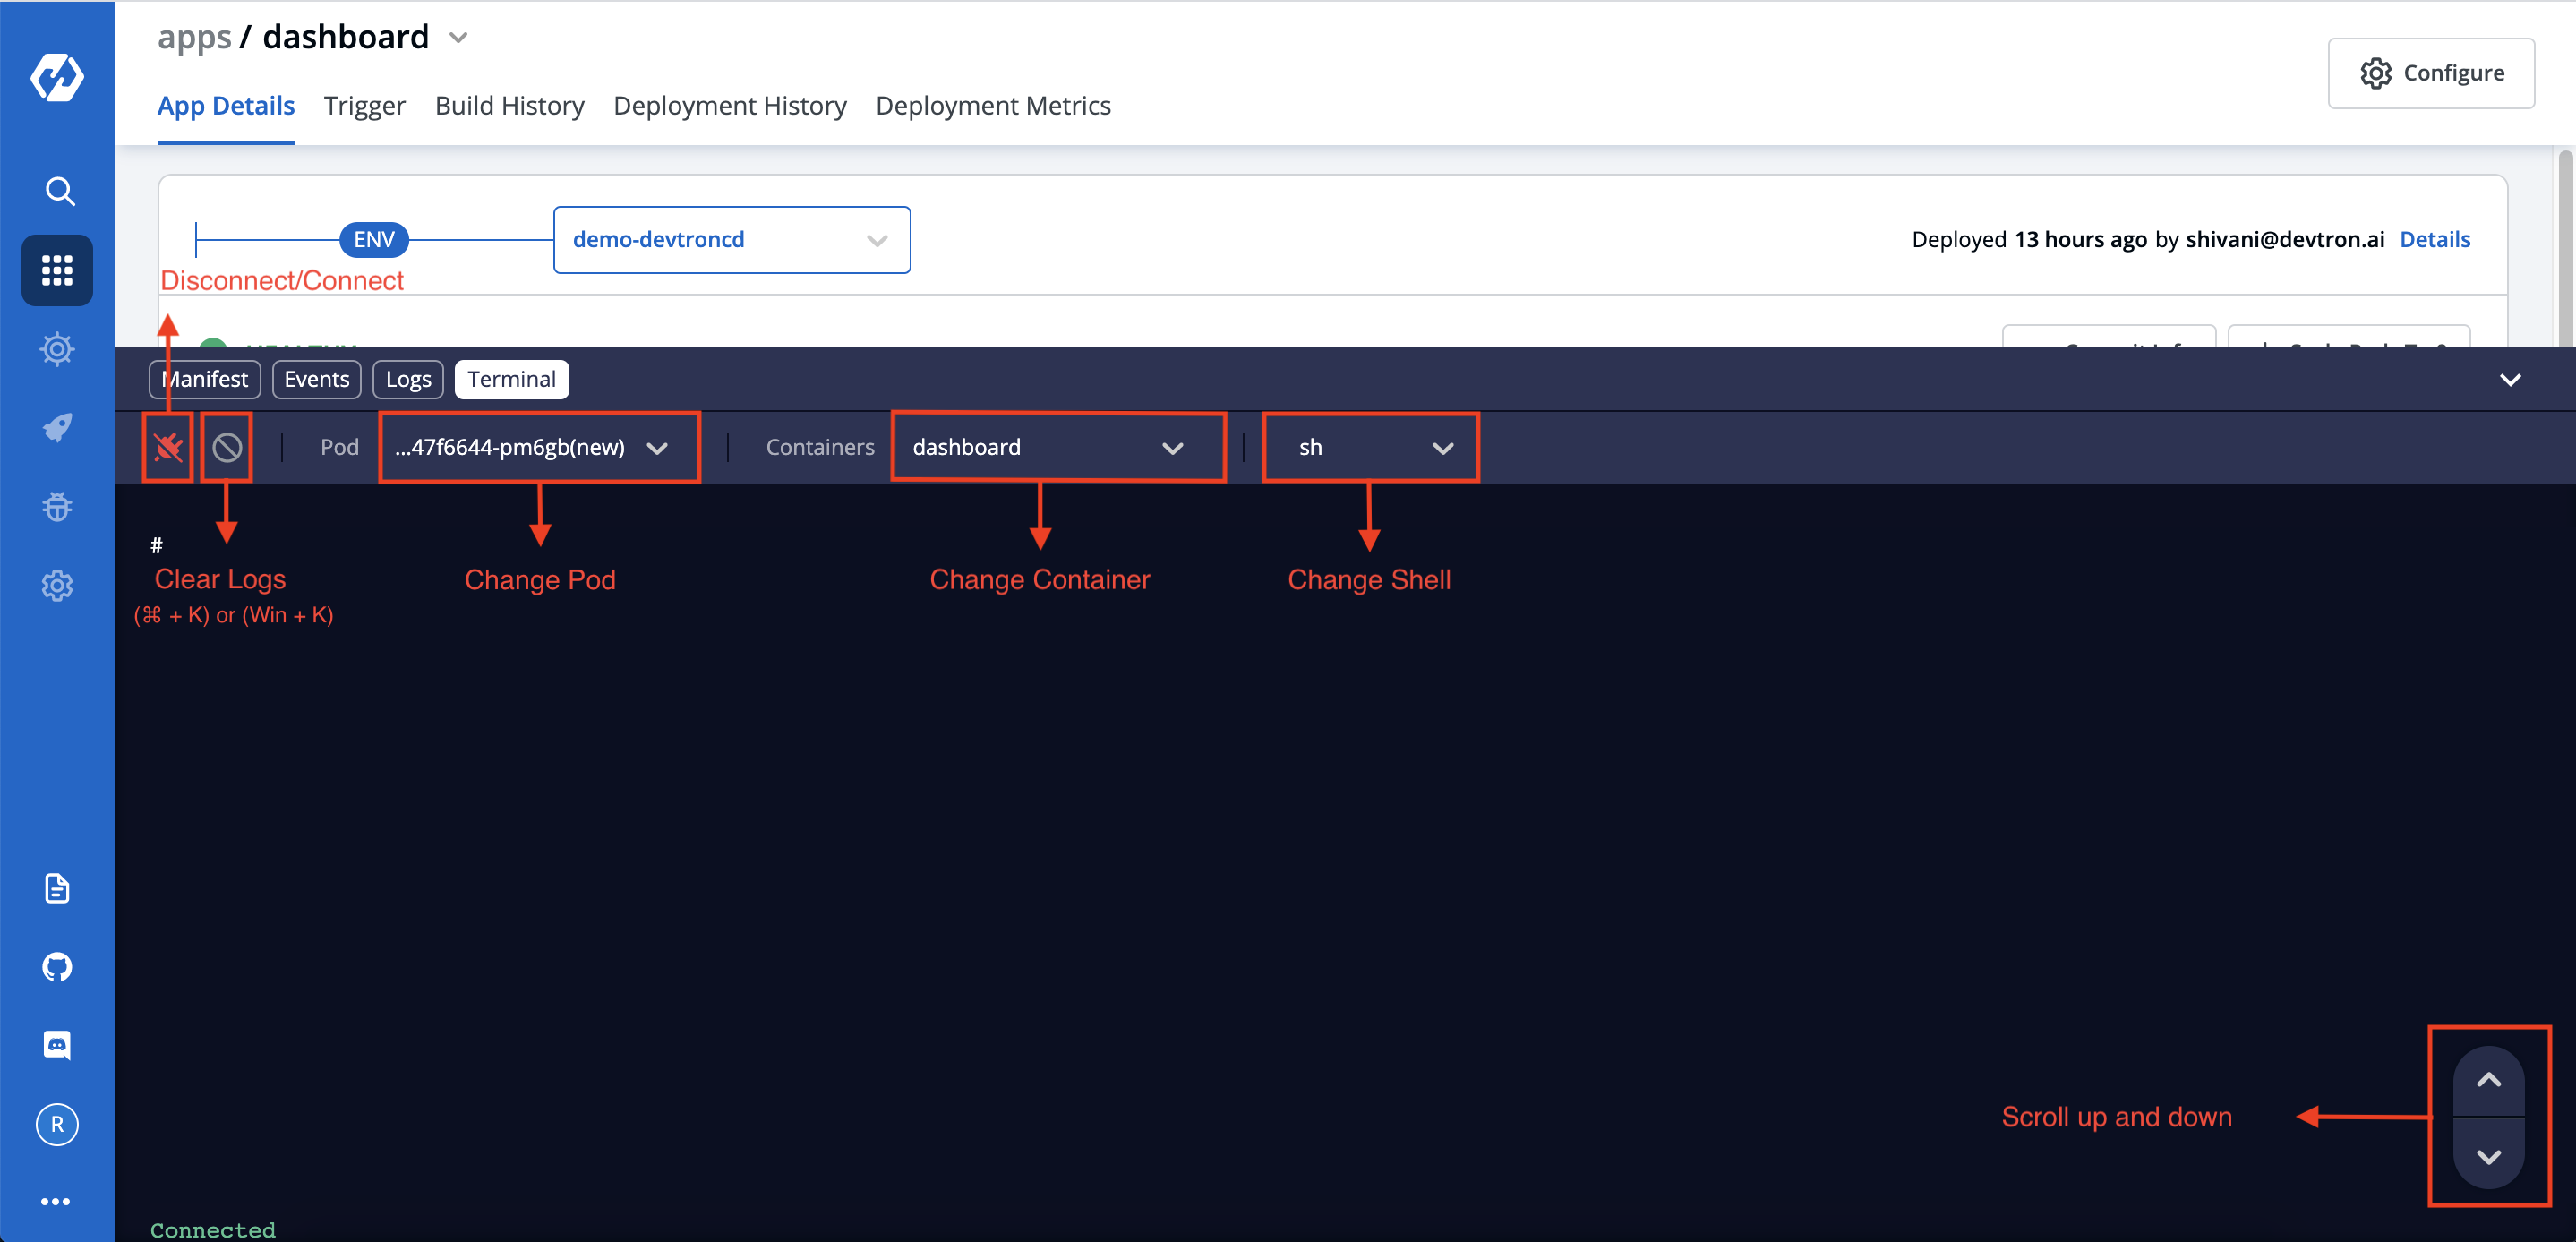 apps / dashboard
Configure
App Details Trigger Build History Deployment History Deployment Metrics
ENV demo-devtroncd Deployed 13 hours ago by shivani@devtron.ai Details
Disconnect/Connect
Manifest Events Logs Terminal
Pod ...47f6644-pm6gb(new) Containers dashboard sh
#
Clear Logs Change Pod Change Container Change Shell
(⌘ + K) or (Win + K)
Scroll up and down
R
Connected